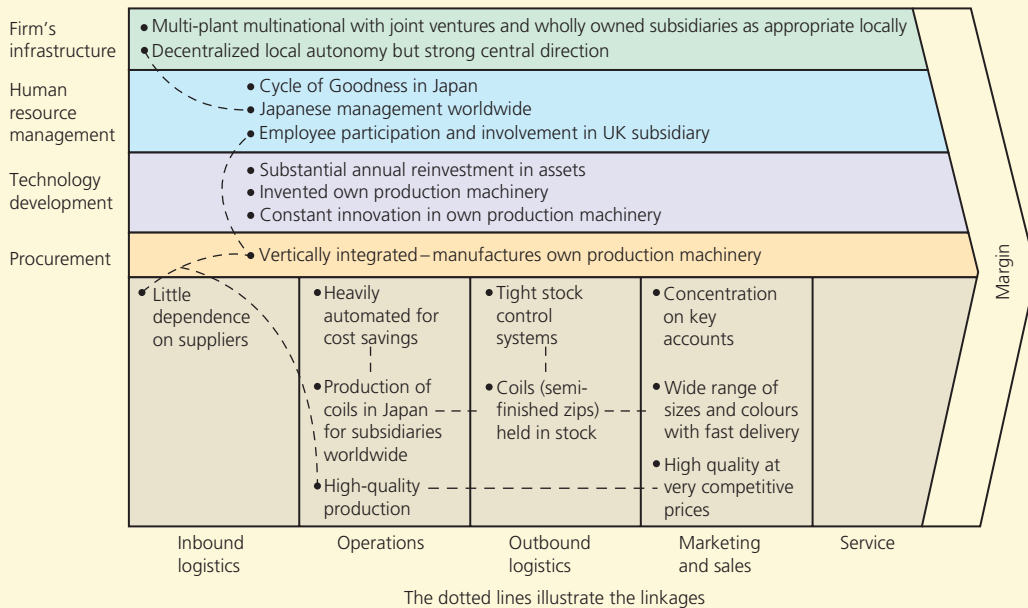 Firm's
infrastructure
• Multi-plant multinational with joint ventures and wholly owned subsidiaries as appropriate locally
• Decentralized local autonomy but strong central direction
Human
resource
management
• Cycle of Goodness in Japan
• Japanese management worldwide
• Employee participation and involvement in UK subsidiary
Technology
development
• Substantial annual reinvestment in assets
• Invented own production machinery
• Constant innovation in own production machinery
Procurement
• Vertically integrated – manufactures own production machinery
• Little
dependence
on suppliers
• Heavily
automated for
cost savings
• Production of
coils in Japan
for subsidiaries
worldwide
• High-quality
production
• Tight stock
control
systems
• Coils (semi-
finished zips)
held in stock
• Concentration
on key
accounts
• Wide range of
sizes and colours
with fast delivery
• High quality at
very competitive
prices
Margin
Inbound
logistics
Operations
Outbound
logistics
Marketing
and sales
Service
The dotted lines illustrate the linkages